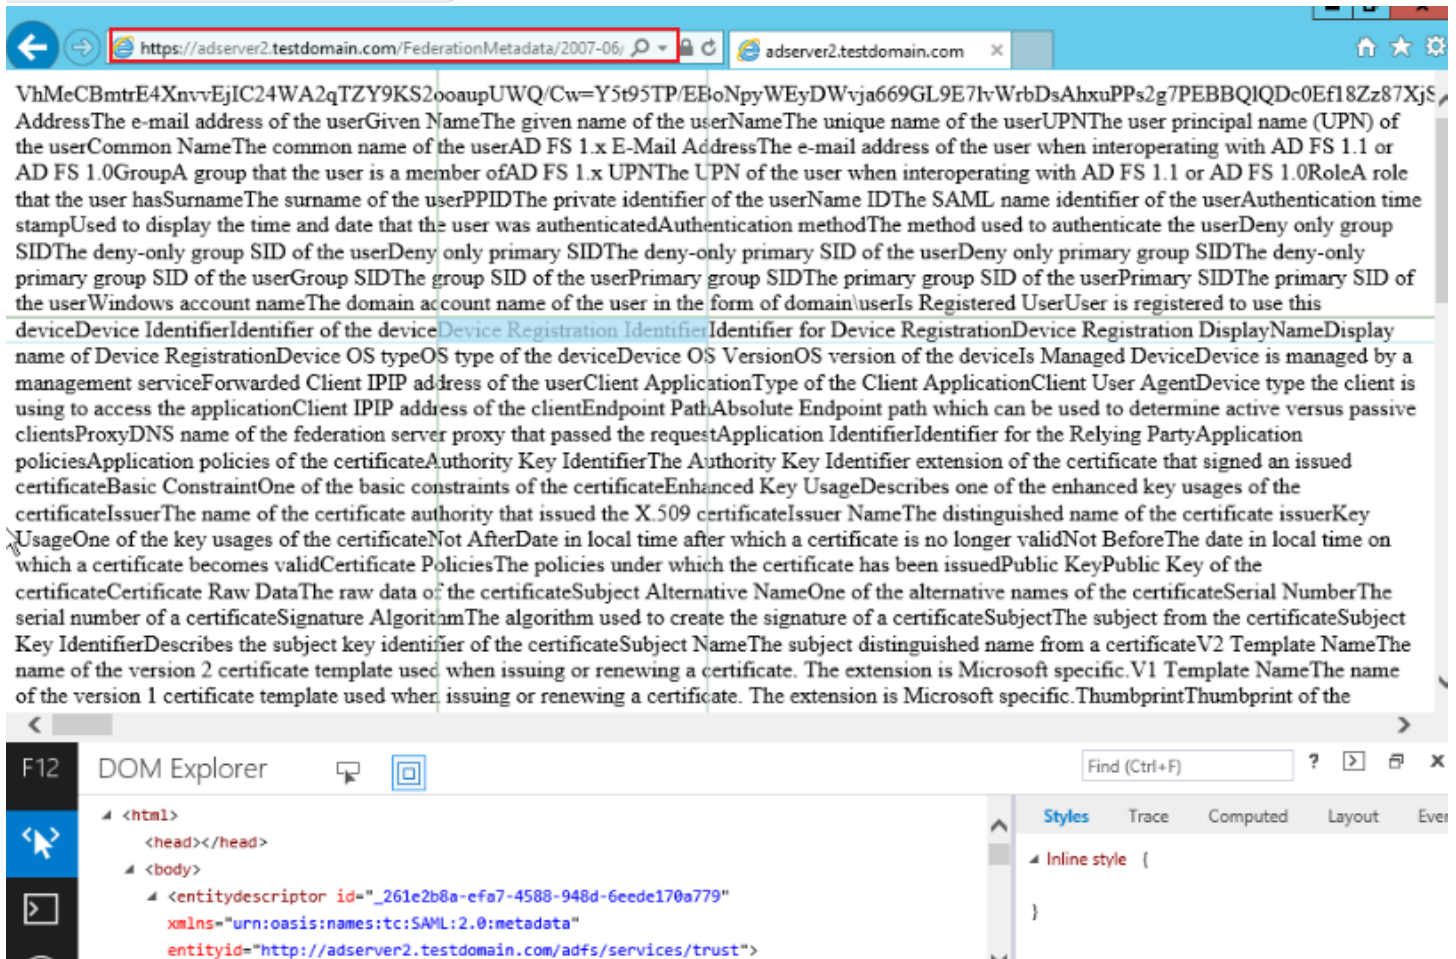 https://adserver2.testdomain.com/FederationMetadata/2007-06/
adserver2.testdomain.com
VhMeCBmtrE4XnvvEjIC24WA2qTZY9KS2ooaupUWQ/Cw=Y5t95TP/EBoNpyWEyDWvja669GL9E7lvWrbDsAhxuPPs2g7PEBBQlQDc0Ef18Zz87XjS
AddressThe e-mail address of the userGiven NameThe given name of the userNameThe unique name of the userUPNThe user principal name (UPN) of
the userCommon NameThe common name of the userAD FS 1.x E-Mail AddressThe e-mail address of the user when interoperating with AD FS 1.1 or
AD FS 1.0GroupA group that the user is a member ofAD FS 1.x UPNThe UPN of the user when interoperating with AD FS 1.1 or AD FS 1.0RoleA role
that the user hasSurnameThe surname of the userPPIDThe private identifier of the userName IDThe SAML name identifier of the userAuthentication time
stampUsed to display the time and date that the user was authenticatedAuthentication methodThe method used to authenticate the userDeny only group
SIDThe deny-only group SID of the userDeny only primary SIDThe deny-only primary SID of the userDeny only primary group SIDThe deny-only
primary group SID of the userGroup SIDThe group SID of the userPrimary group SIDThe primary group SID of the userPrimary SIDThe primary SID of
the userWindows account nameThe domain account name of the user in the form of domain\userIs Registered UserUser is registered to use this
deviceDevice IdentifierIdentifier of the deviceDevice Registration IdentifierIdentifier for Device RegistrationDevice Registration DisplayNameDisplay
name of Device RegistrationDevice OS typeOS type of the deviceDevice OS VersionOS version of the deviceIs Managed DeviceDevice is managed by a
management serviceForwarded Client IPIP address of the userClient ApplicationType of the Client ApplicationClient User AgentDevice type the client is
using to access the applicationClient IPIP address of the clientEndpoint PathAbsolute Endpoint path which can be used to determine active versus passive
clientsProxyDNS name of the federation server proxy that passed the requestApplication IdentifierIdentifier for the Relying PartyApplication
policiesApplication policies of the certificateAuthority Key IdentifierThe Authority Key Identifier extension of the certificate that signed an issued
certificateBasic ConstraintOne of the basic constraints of the certificateEnhanced Key UsageDescribes one of the enhanced key usages of the
certificateIssuerThe name of the certificate authority that issued the X.509 certificateIssuer NameThe distinguished name of the certificate issuerKey
UsageOne of the key usages of the certificateNot AfterDate in local time after which a certificate is no longer validNot BeforeThe date in local time on
which a certificate becomes validCertificate PoliciesThe policies under which the certificate has been issuedPublic KeyPublic Key of the
certificateCertificate Raw DataThe raw data of the certificateSubject Alternative NameOne of the alternative names of the certificateSerial NumberThe
serial number of a certificateSignature AlgorithmThe algorithm used to create the signature of a certificateSubjectThe subject from the certificateSubject
Key IdentifierDescribes the subject key identifier of the certificateSubject NameThe subject distinguished name from a certificateV2 Template NameThe
name of the version 2 certificate template used when issuing or renewing a certificate. The extension is Microsoft specific.V1 Template NameThe name
of the version 1 certificate template used when issuing or renewing a certificate. The extension is Microsoft specific.ThumbprintThumbprint of the
F12 DOM Explorer Find (Ctrl+F) ?
Styles Trace Computed Layout Ever
<html>
<head></head>
<body>
<entitydescriptor id="_261e2b8a-efa7-4588-948d-6eede170a779"
xmlns="urn:oasis:names:tc:SAML:2.0:metadata"
entityid="http://adserver2.testdomain.com/adfs/services/trust">
Inline style {
}